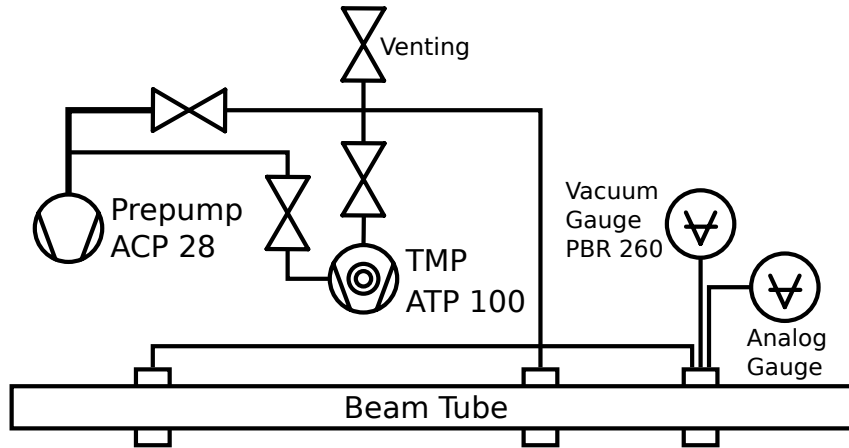 Venting
Prepump
ACP 28
TMP
ATP 100
Vacuum
Gauge
PBR 260
Analog
Gauge
Beam Tube